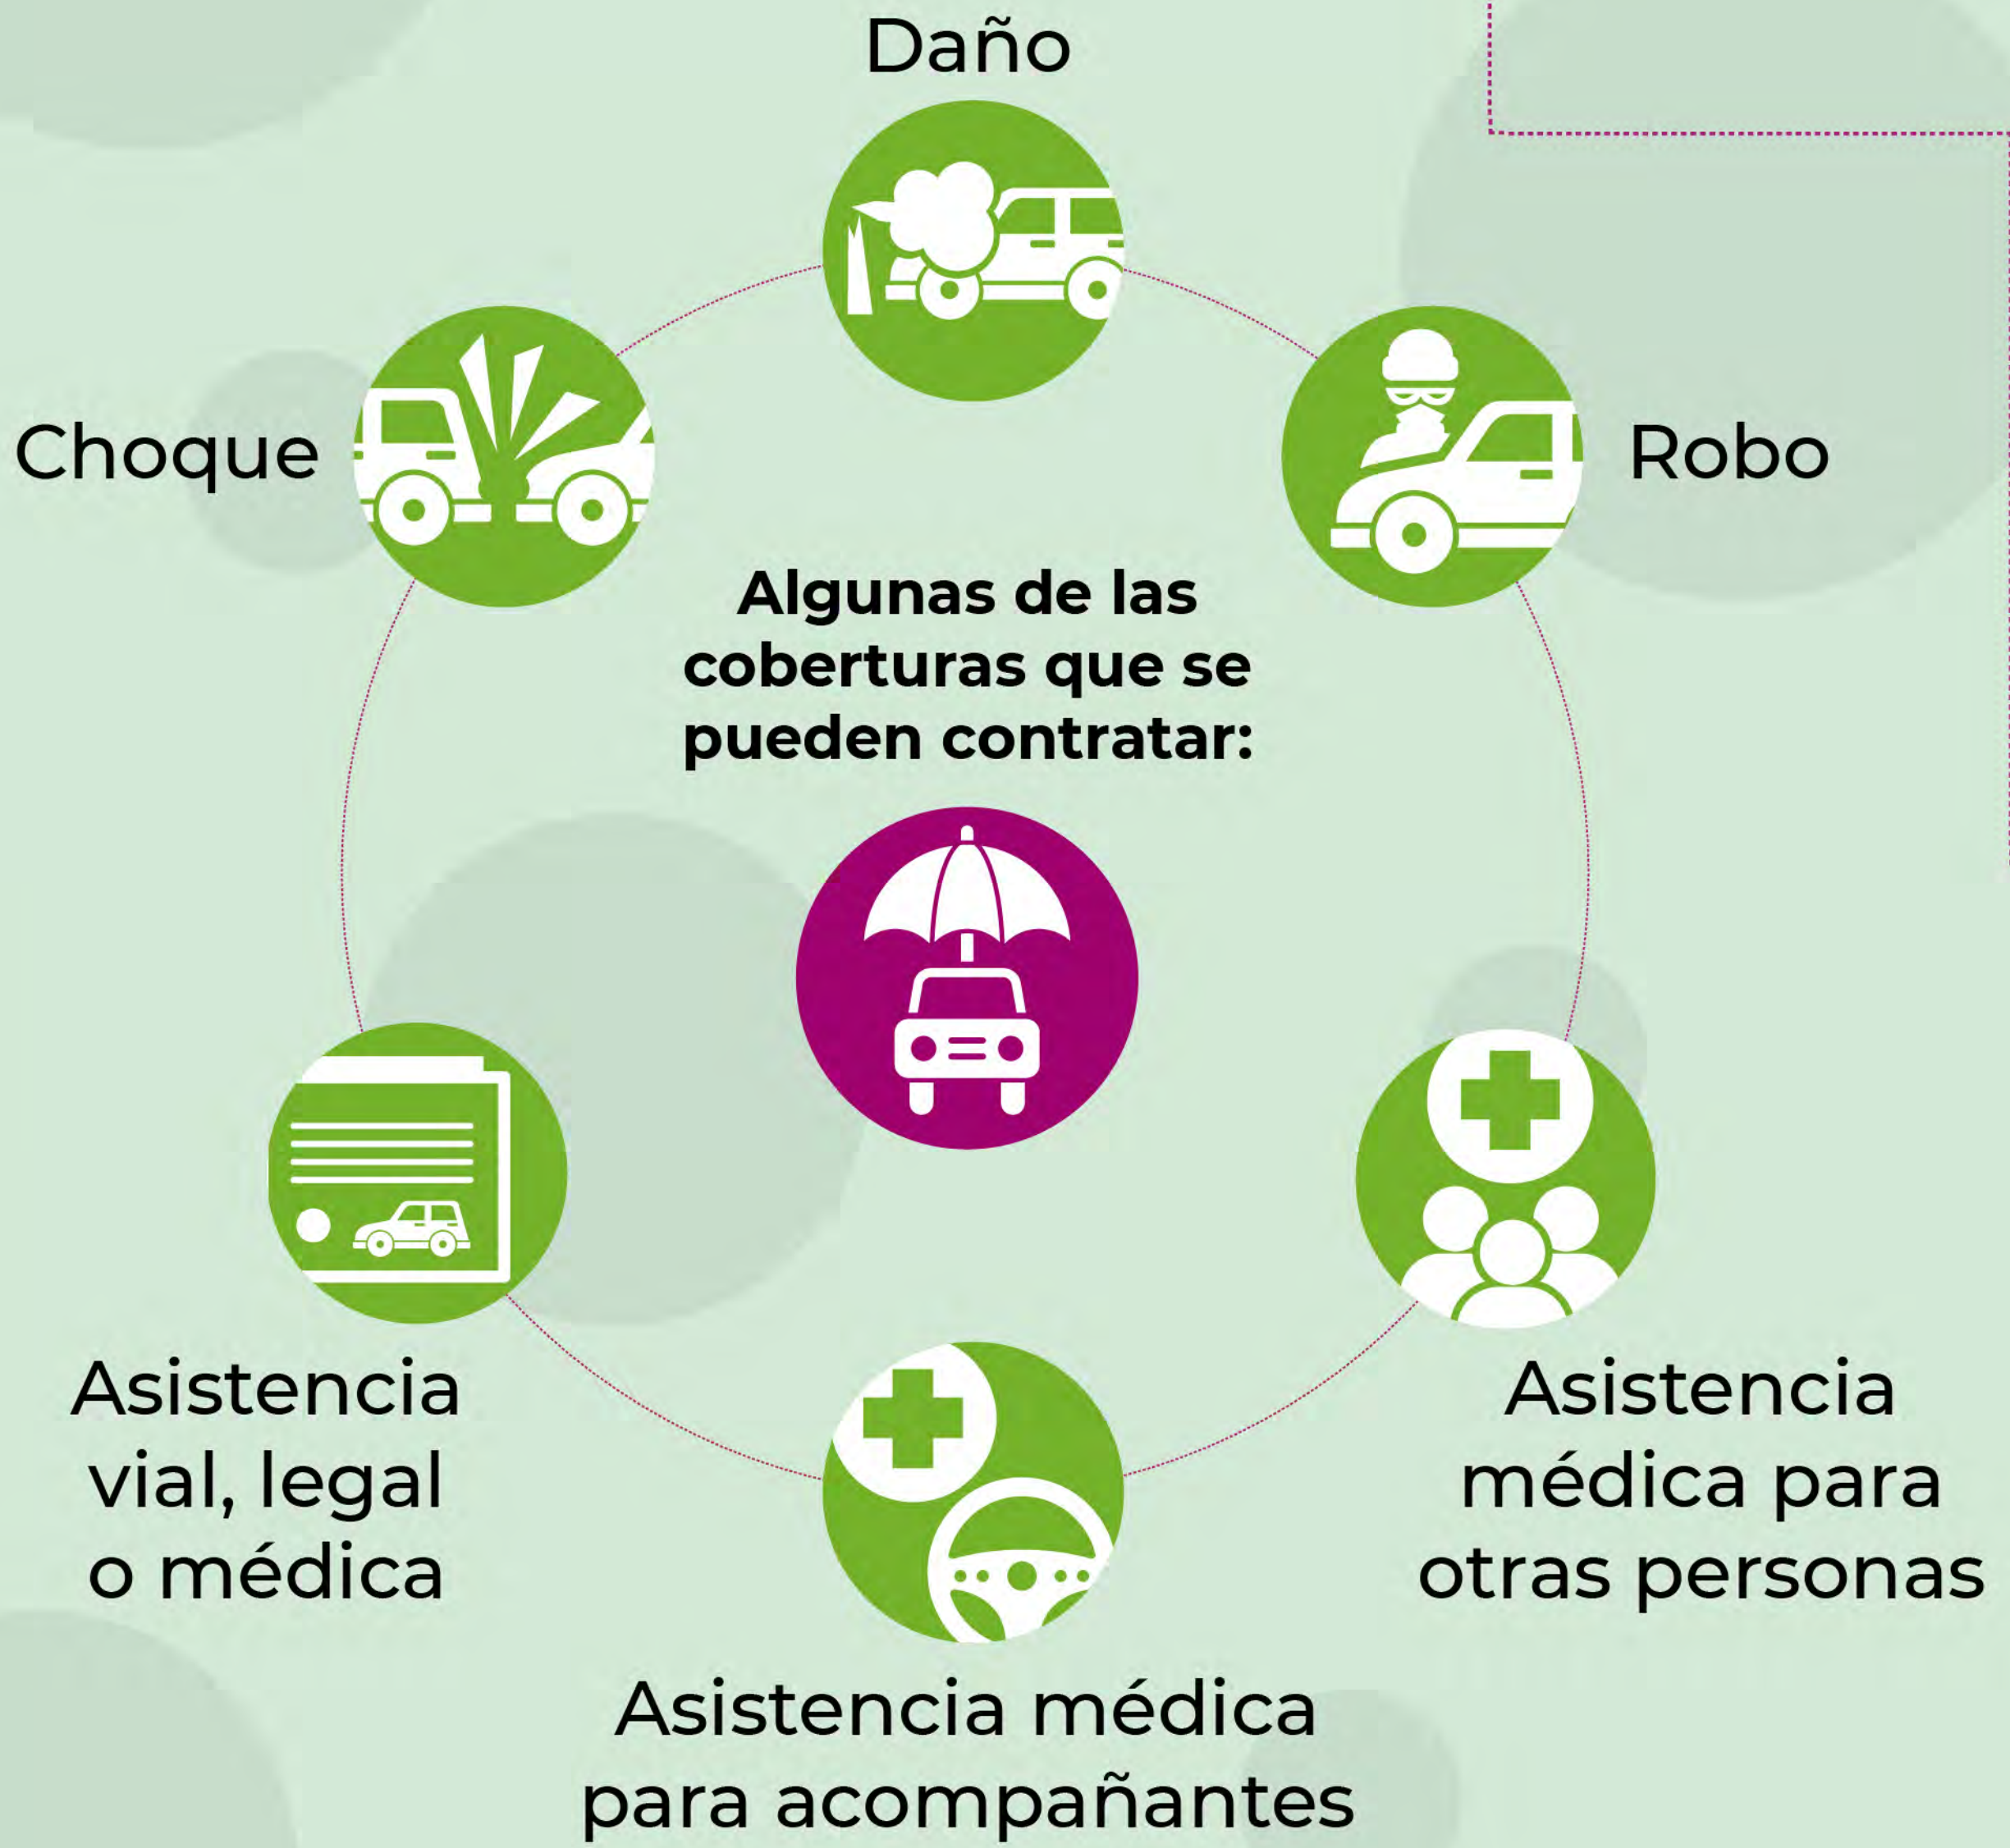 Daño
Choque
Robo
Algunas de las
coberturas que se
pueden contratar:
Asistencia
vial, legal
o médica
Asistencia
médica para
otras personas
Asistencia médica
para acompañantes